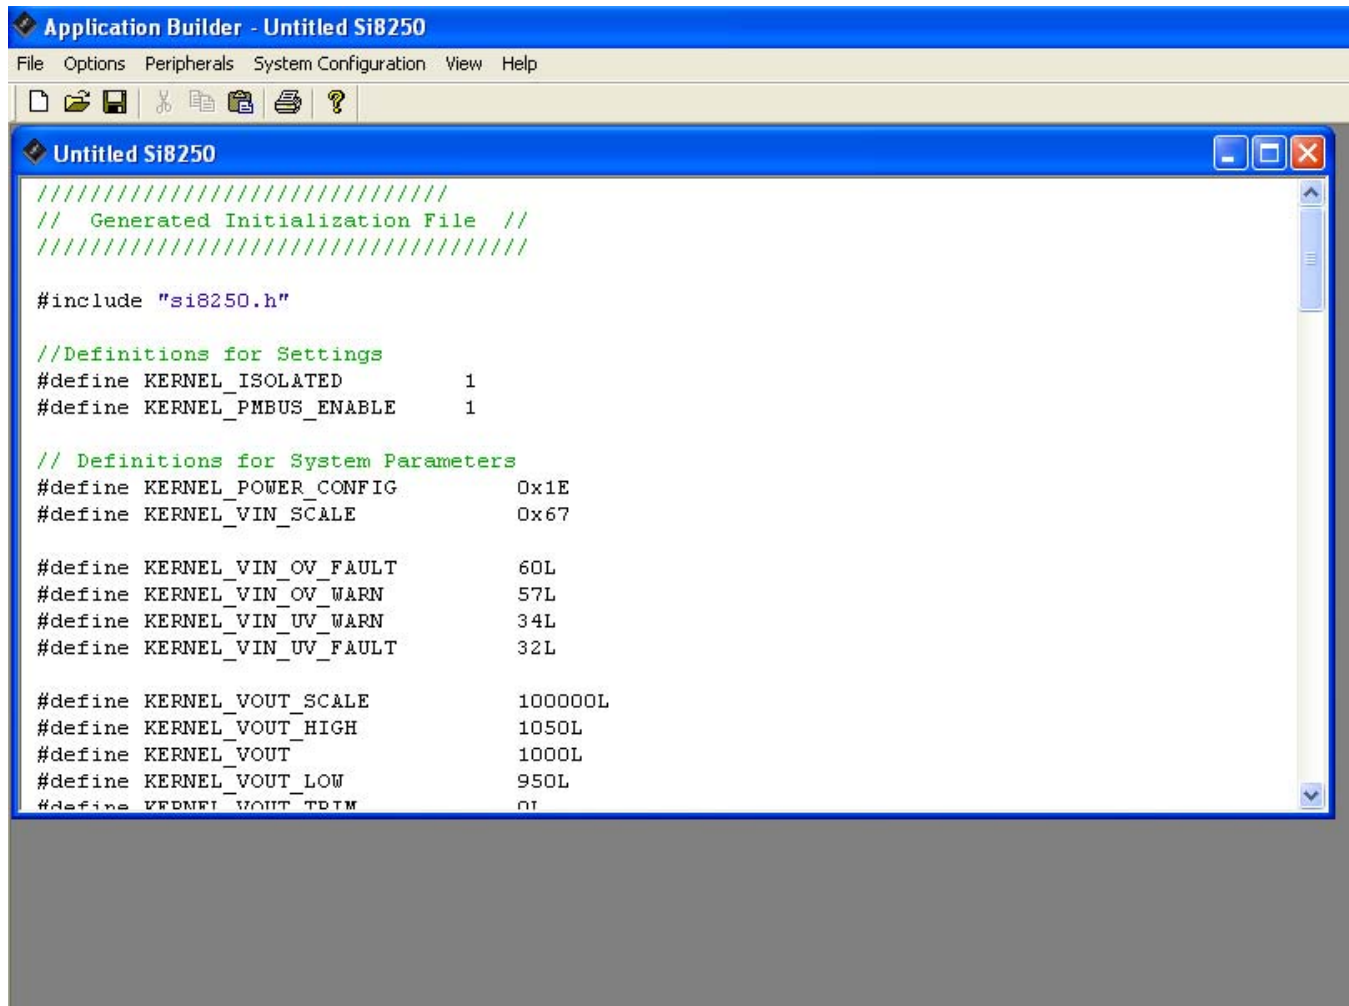 Application Builder - Untitled Si8250
File Options Peripherals System Configuration View Help
Untitled Si8250
///////////////////////////////
// Generated Initialization File //
/////////////////////////////////////
#include "si8250.h"
//Definitions for Settings
#define KERNEL_ISOLATED 1
#define KERNEL_PMBUS_ENABLE 1
// Definitions for System Parameters
#define KERNEL_POWER_CONFIG 0x1E
#define KERNEL_VIN_SCALE 0x67
#define KERNEL_VIN_OV_FAULT 60L
#define KERNEL_VIN_OV_WARN 57L
#define KERNEL_VIN_UV_WARN 34L
#define KERNEL_VIN_UV_FAULT 32L
#define KERNEL_VOUT_SCALE 100000L
#define KERNEL_VOUT_HIGH 1050L
#define KERNEL_VOUT 1000L
#define KERNEL_VOUT_LOW 950L
#define KERNEL_VOUT_TRIM 0L